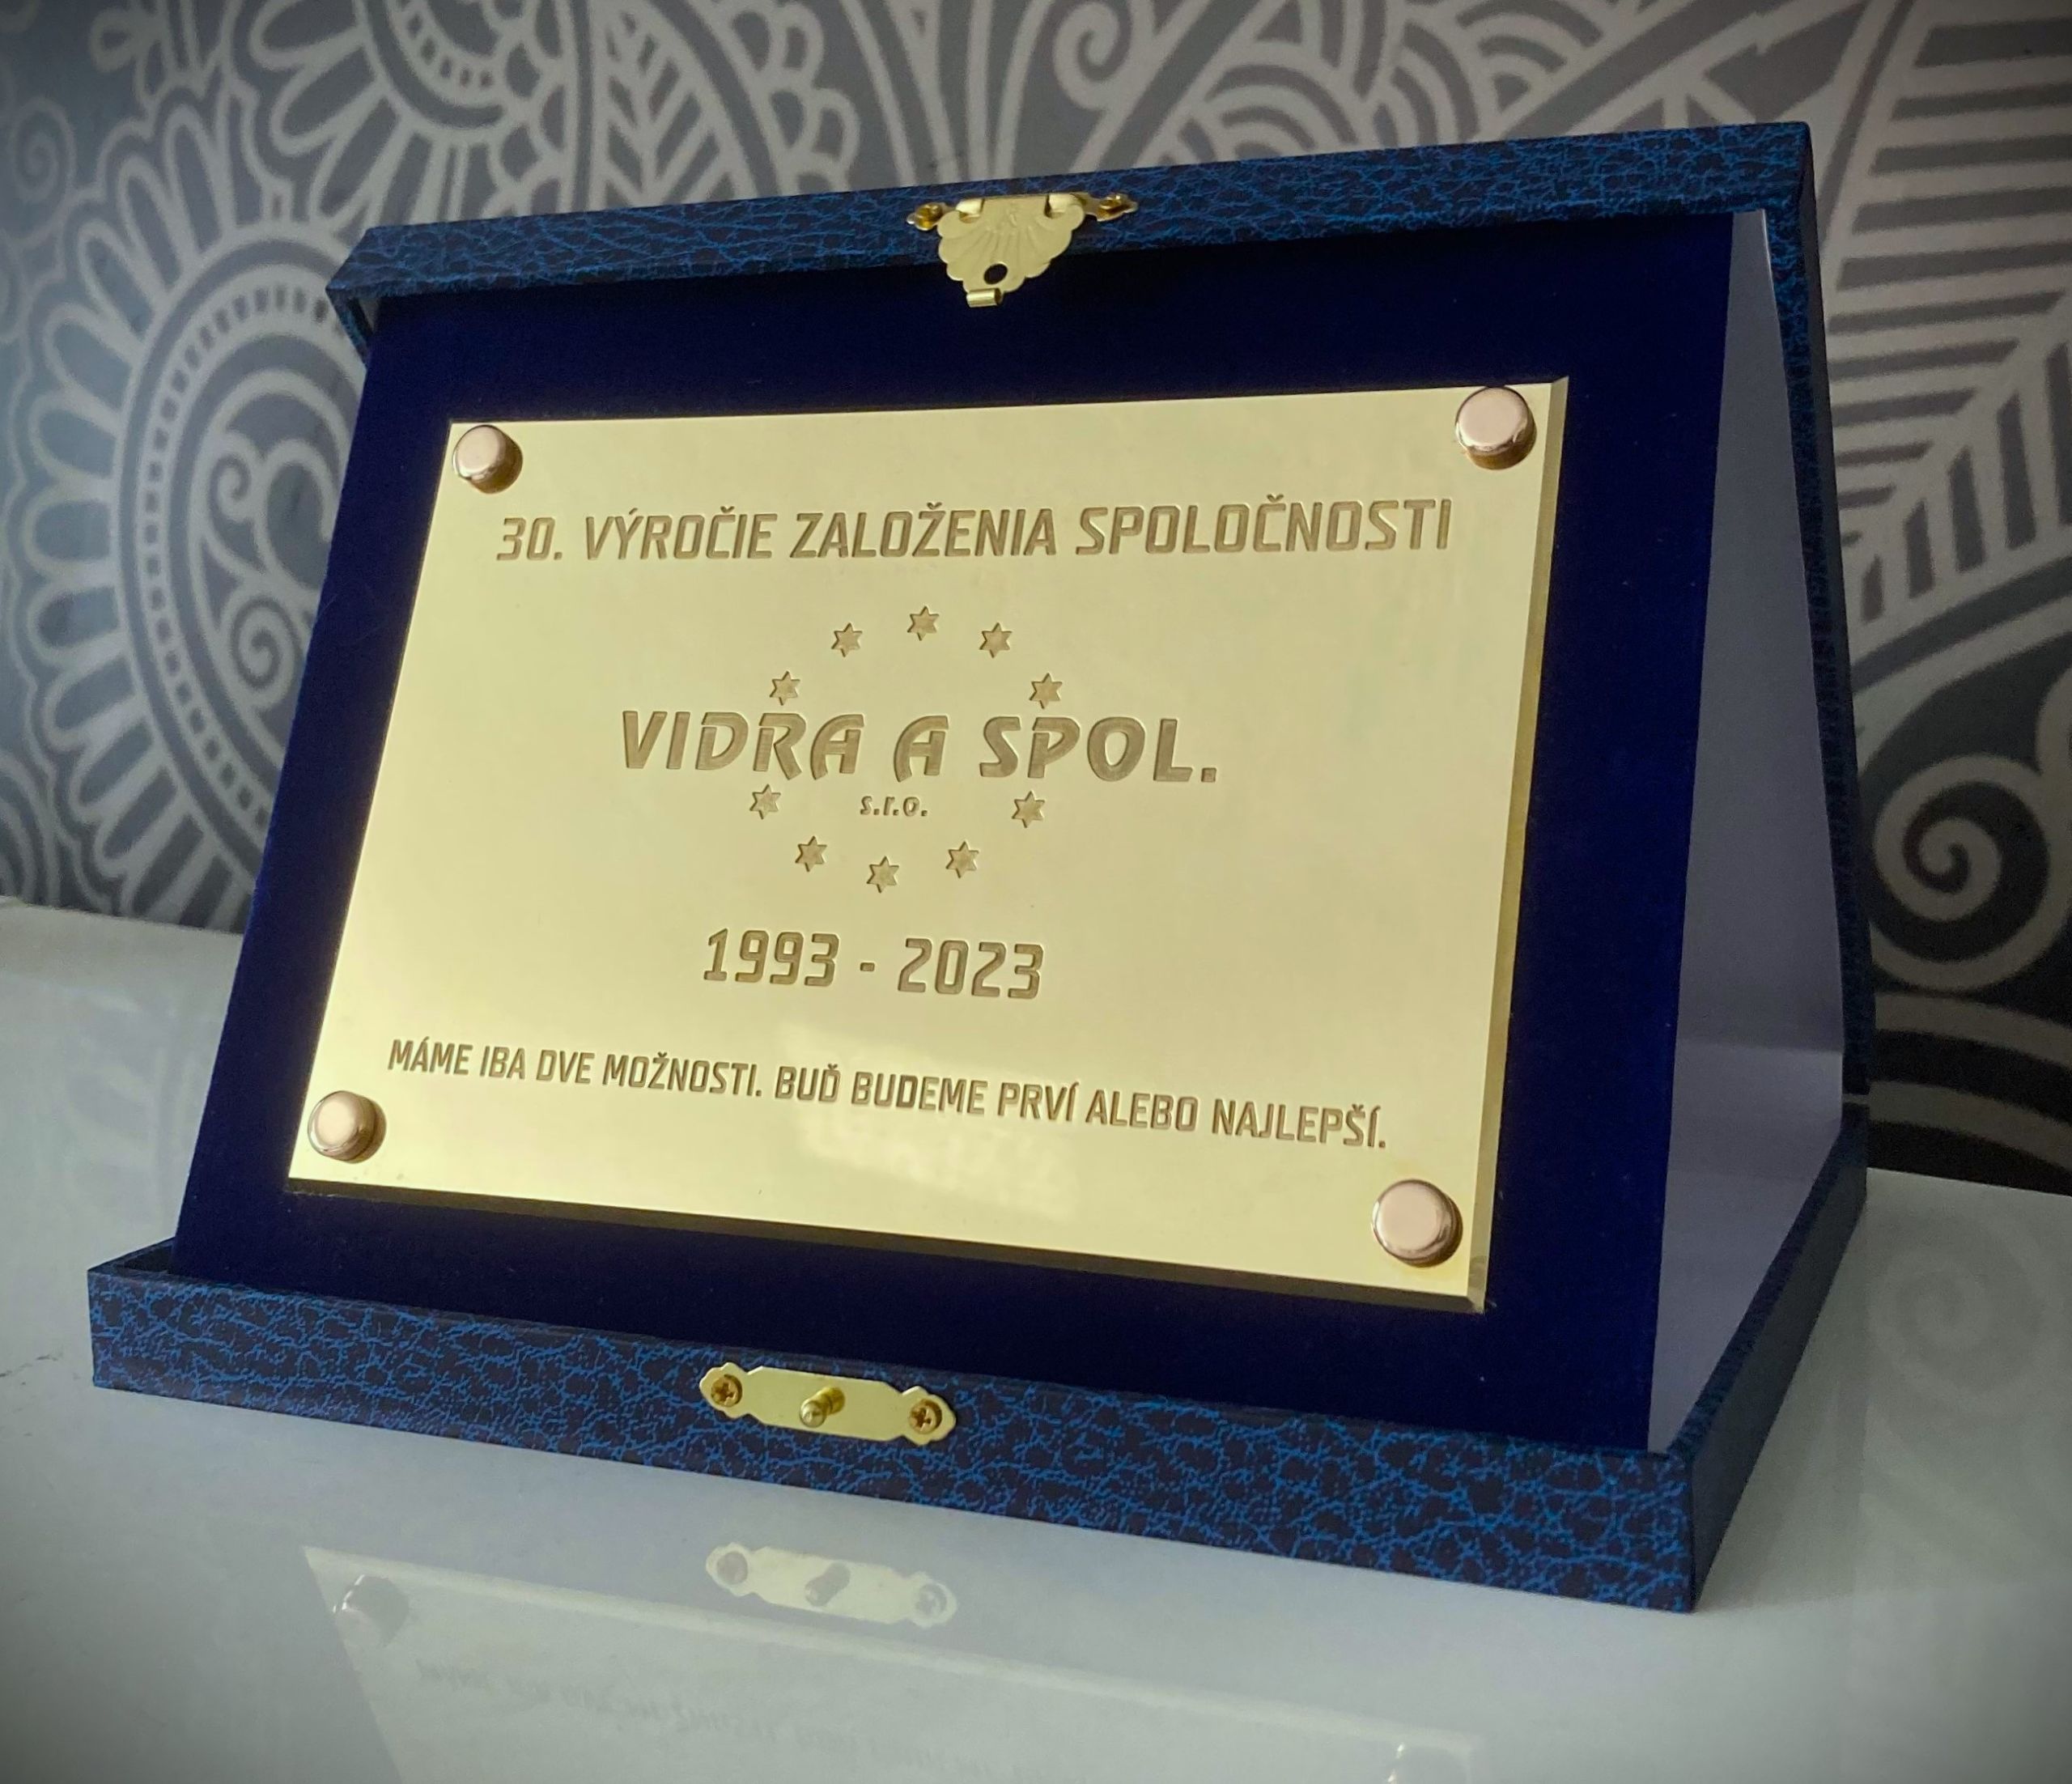 30. VÝROČIE ZALOŽENIA SPOLOČNOSTI
VIDRA A SPOL.
s.r.o.
1993 - 2023
MÁME IBA DVE MOŽNOSTI. BUĎ BUDEME PRVÍ ALEBO NAJLEPŠÍ.